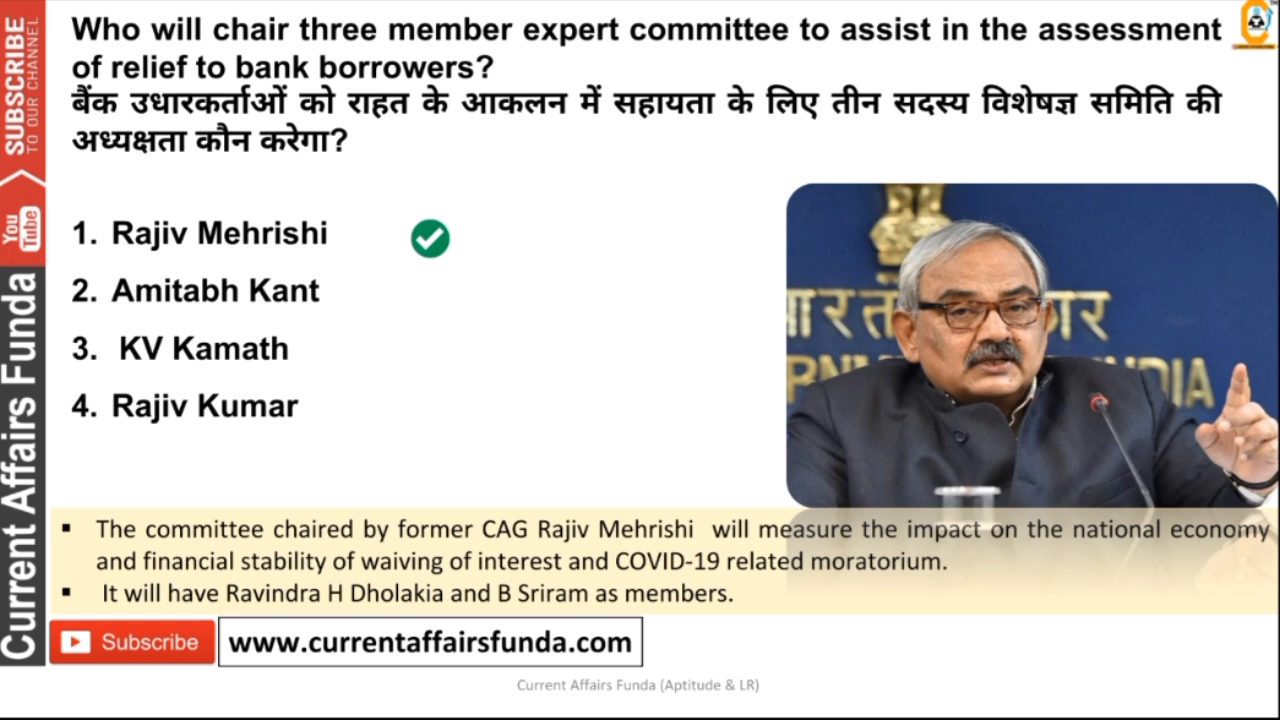 Who will chair three member expert committee to assist in the assessment
of relief to bank borrowers?
बैंक उधारकर्ताओं को राहत के आकलन में सहायता के लिए तीन सदस्य विशेषज्ञ समिति की
अध्यक्षता कौन करेगा?
1. Rajiv Mehrishi
2. Amitabh Kant
3. KV Kamath
4. Rajiv Kumar
▪ The committee chaired by former CAG Rajiv Mehrishi will measure the impact on the national economy
and financial stability of waiving of interest and COVID-19 related moratorium.
▪ It will have Ravindra H Dholakia and B Sriram as members.
Subscribe
www.currentaffairsfunda.com
Current Affairs Funda (Aptitude & LR)
SUBSCRIBE
TO OUR CHANNEL
You
Tube
Current Affairs Funda